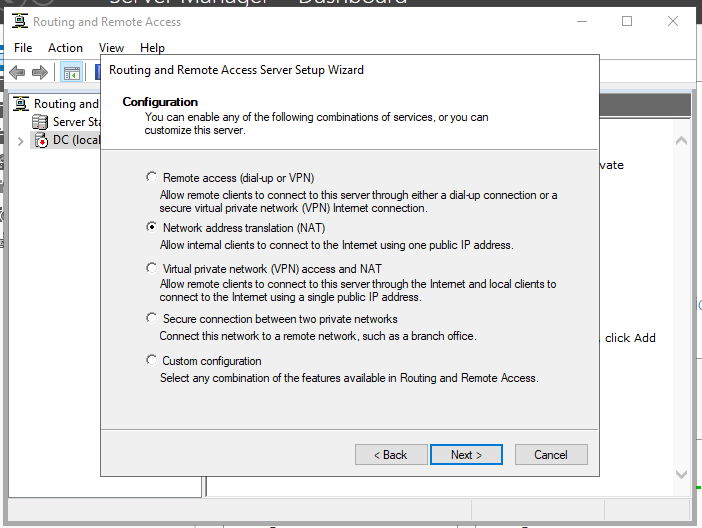 Server Manager Dashboard
Routing and Remote Access
File Action View Help
Routing and
Server Sta
DC (local
Routing and Remote Access Server Setup Wizard
Configuration
You can enable any of the following combinations of services, or you can
customize this server.
Remote access (dial-up or VPN)
Allow remote clients to connect to this server through either a dial-up connection or a
secure virtual private network (VPN) Internet connection.
Network address translation (NAT)
Allow internal clients to connect to the Internet using one public IP address.
Virtual private network (VPN) access and NAT
Allow remote clients to connect to this server through the Internet and local clients to
connect to the Internet using a single public IP address.
Secure connection between two private networks
Connect this network to a remote network, such as a branch office.
Custom configuration
Select any combination of the features available in Routing and Remote Access.
< Back Next > Cancel
vate
click Add